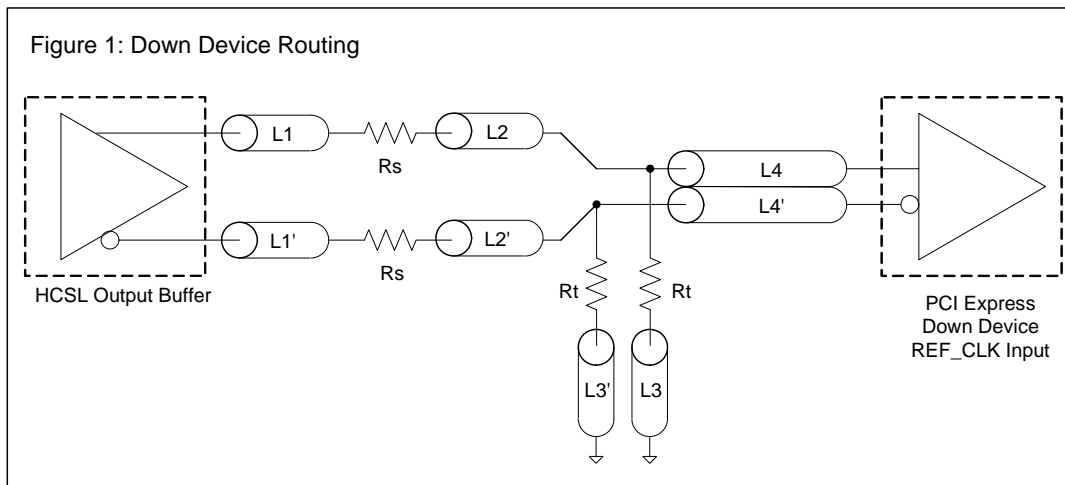 Figure 1: Down Device Routing
L1
Rs
L2
L4
L4'
L1'
Rs
L2'
HCSL Output Buffer
Rt
Rt
L3'
L3
PCI Express
Down Device
REF_CLK Input